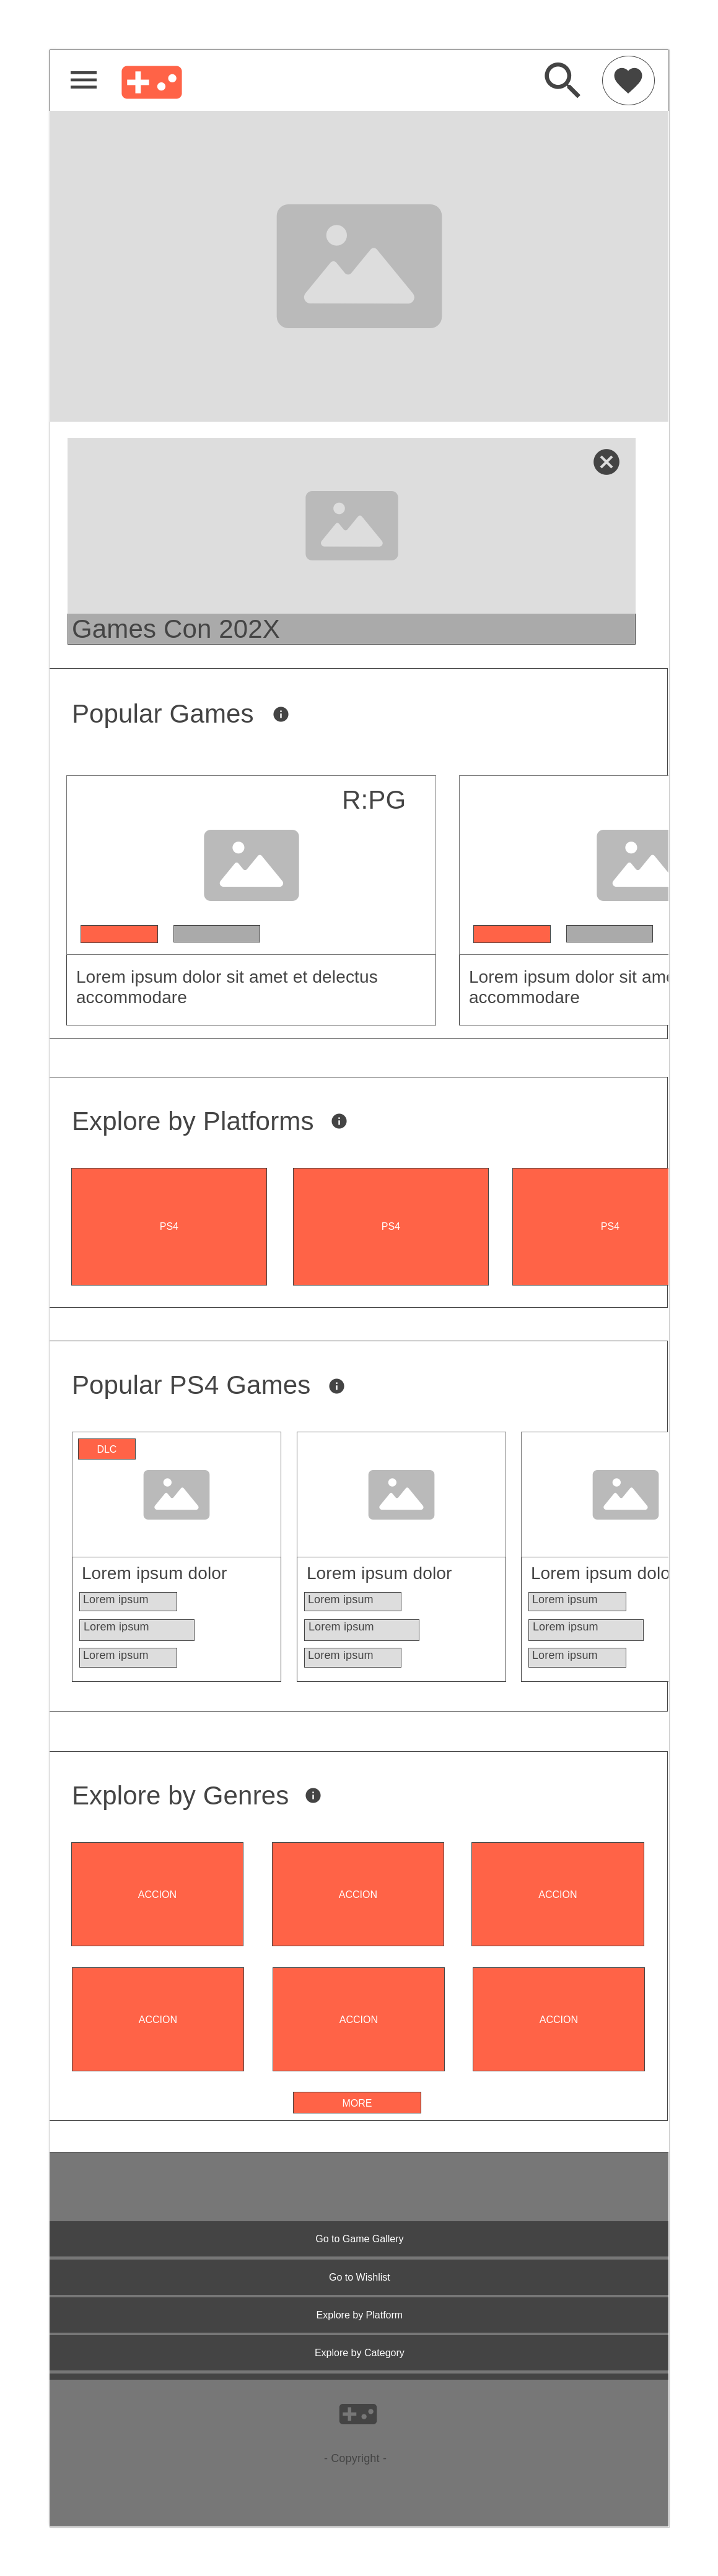 Games Con 202X
Popular Games
R:PG
Lorem ipsum dolor sit amet et delectus
accommodare
Lorem ipsum dolor sit ame
accommodare
Explore by Platforms
PS4
PS4
PS4
Popular PS4 Games
DLC
Lorem ipsum dolor
Lorem ipsum
Lorem ipsum
Lorem ipsum
Lorem ipsum dolor
Lorem ipsum
Lorem ipsum
Lorem ipsum
Lorem ipsum dolo
Lorem ipsum
Lorem ipsum
Lorem ipsum
Explore by Genres
ACCION
ACCION
ACCION
ACCION
ACCION
ACCION
MORE
Go to Game Gallery
Go to Wishlist
Explore by Platform
Explore by Category
- Copyright -